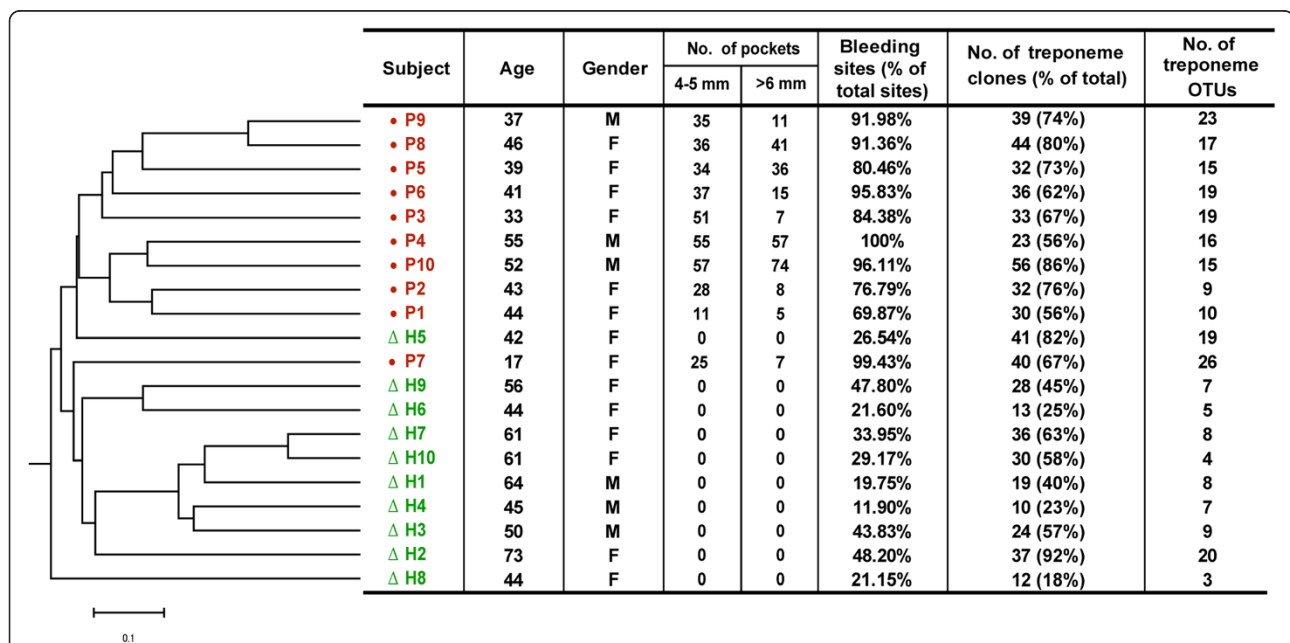 Subject Age Gender No. of pockets Bleeding sites (% of total sites) No. of treponeme clones (% of total) No. of treponeme OTUs
4-5 mm >6 mm
• P9 37 M 35 11 91.98% 39 (74%) 23
• P8 46 F 36 41 91.36% 44 (80%) 17
• P5 39 F 34 36 80.46% 32 (73%) 15
• P6 41 F 37 15 95.83% 36 (62%) 19
• P3 33 F 51 7 84.38% 33 (67%) 19
• P4 55 M 55 57 100% 23 (56%) 16
• P10 52 M 57 74 96.11% 56 (86%) 15
• P2 43 F 28 8 76.79% 32 (76%) 9
• P1 44 F 11 5 69.87% 30 (56%) 10
Δ H5 42 F 0 0 26.54% 41 (82%) 19
• P7 17 F 25 7 99.43% 40 (67%) 26
Δ H9 56 F 0 0 47.80% 28 (45%) 7
Δ H6 44 F 0 0 21.60% 13 (25%) 5
Δ H7 61 F 0 0 33.95% 36 (63%) 8
Δ H10 61 F 0 0 29.17% 30 (58%) 4
Δ H1 64 M 0 0 19.75% 19 (40%) 8
Δ H4 45 M 0 0 11.90% 10 (23%) 7
Δ H3 50 M 0 0 43.83% 24 (57%) 9
Δ H2 73 F 0 0 48.20% 37 (92%) 20
Δ H8 44 F 0 0 21.15% 12 (18%) 3
0.1